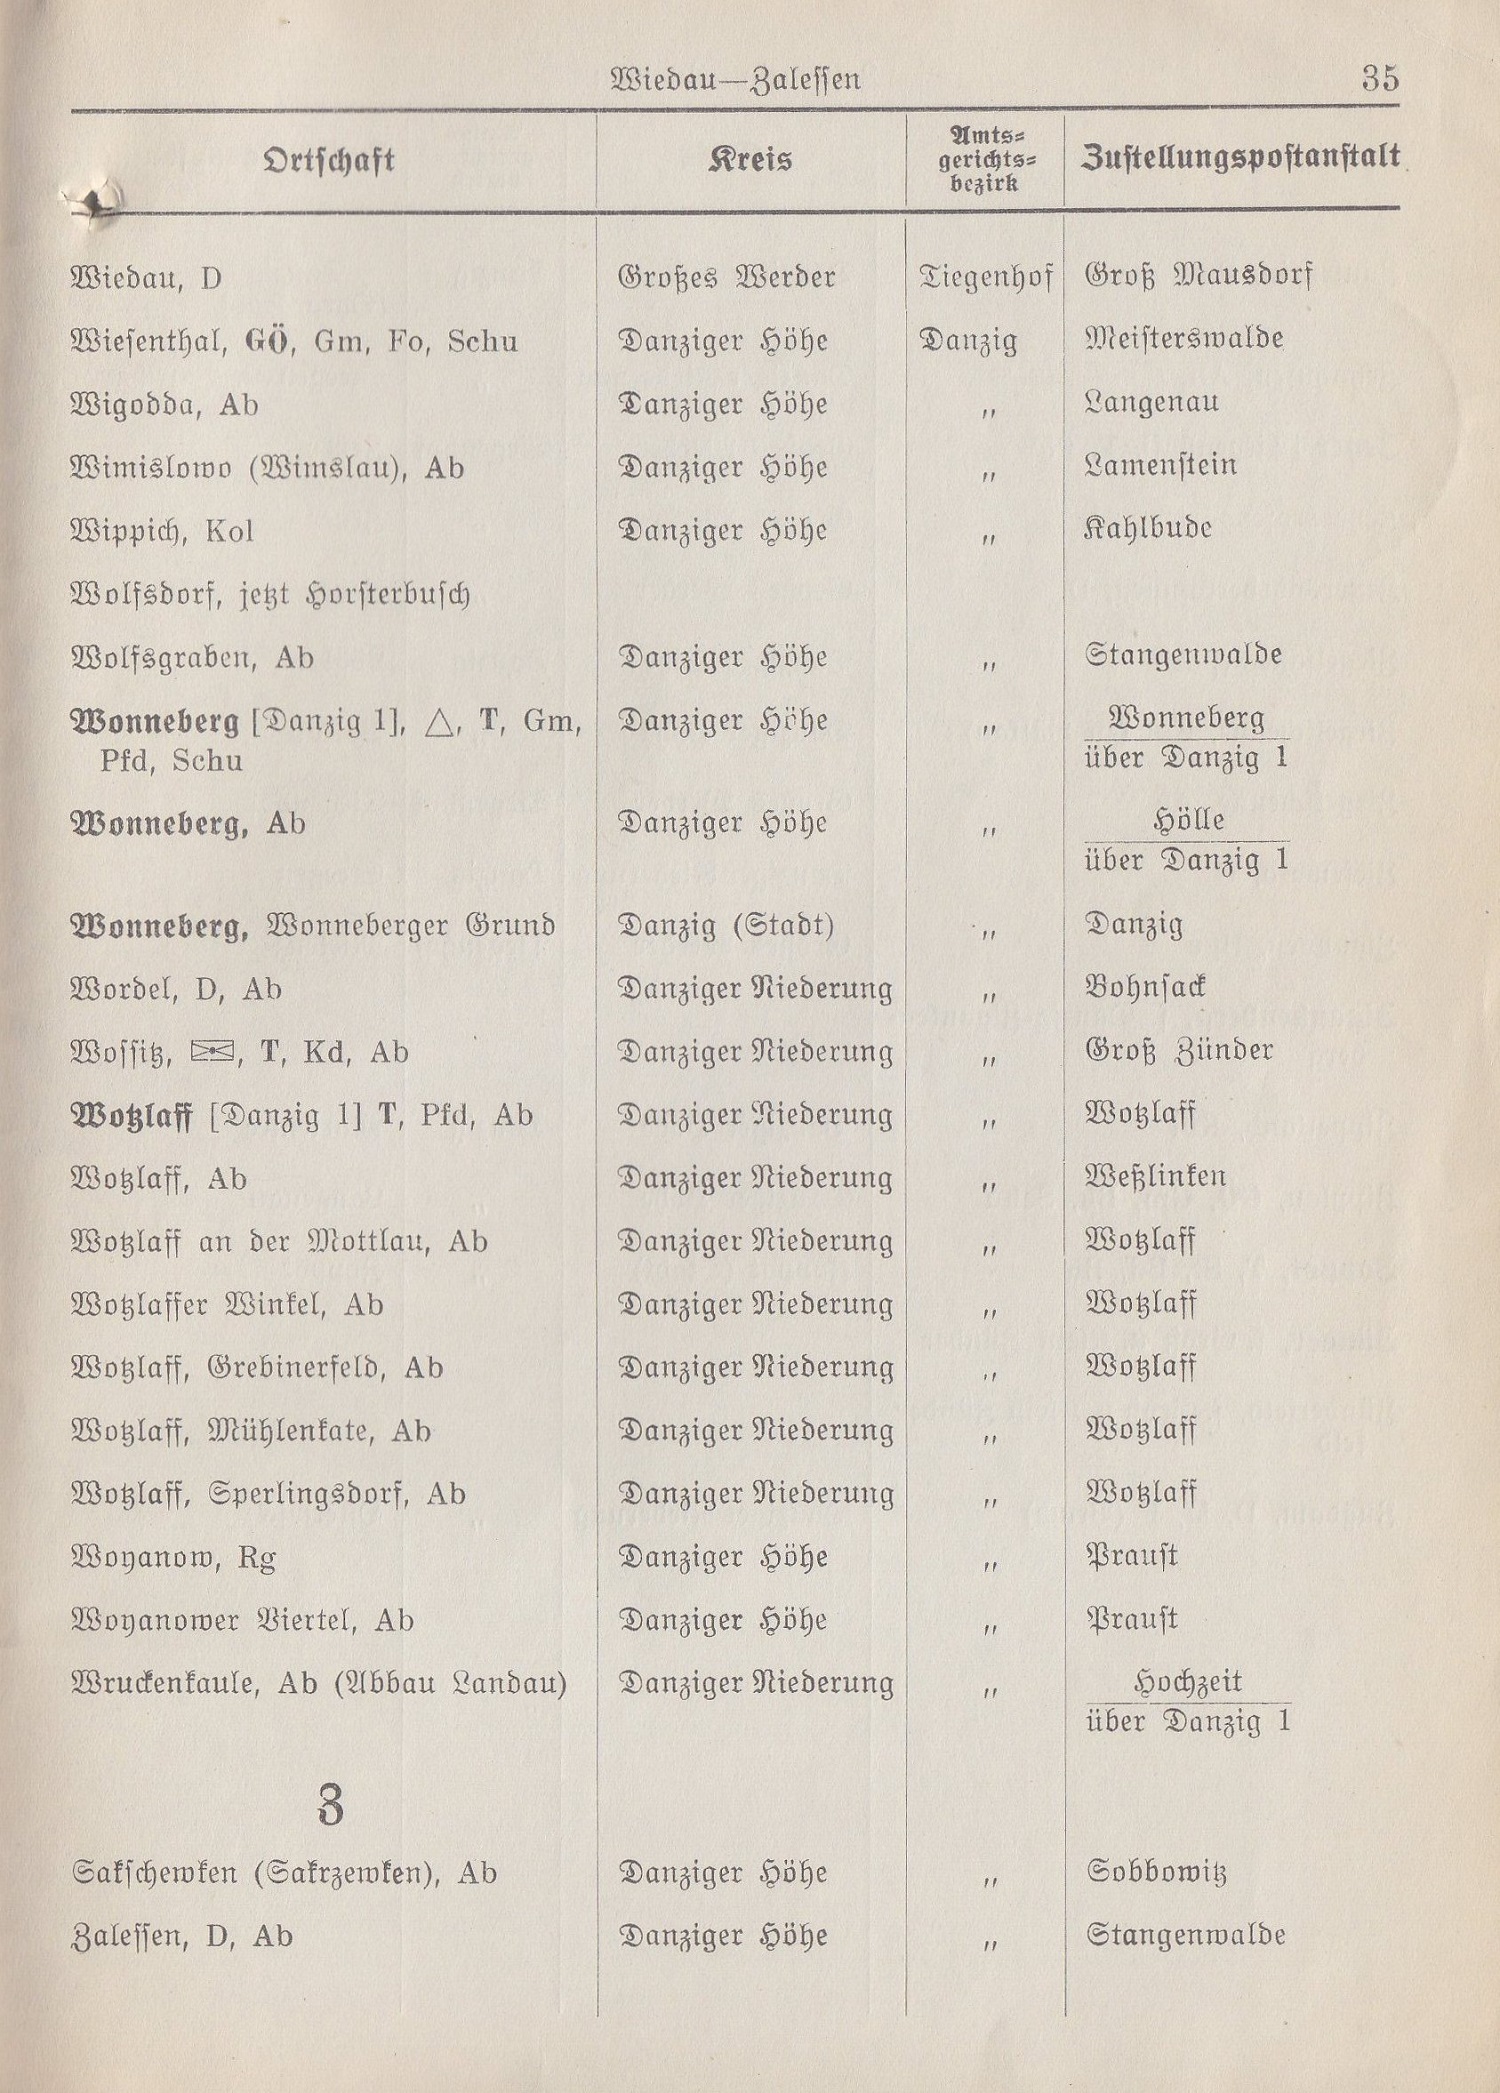 Wiedau—Zalessen 35
Ortschaft Kreis Amts-gerichts-bezirk Zustellungspostanstalt
Wiedau, D Großes Werder Tiegenhof Groß Mausdorf
Wiesenthal, GÖ, Gm, Fo, Schu Danziger Höhe Danzig Meisterswalde
Wigodda, Ab Danziger Höhe „ Langenau
Wimislowo (Wimslau), Ab Danziger Höhe „ Lamenstein
Wippich, Kol Danziger Höhe „ Kahlbude
Wolfsdorf, jetzt Horsterbusch
Wolfsgraben, Ab Danziger Höhe „ Stangenwalde
Wonneberg [Danzig 1], △, T, Gm, Danziger Höhe „ Wonneberg
Pfd, Schu über Danzig 1
Wonneberg, Ab Danziger Höhe „ Hölle
über Danzig 1
Wonneberg, Wonneberger Grund Danzig (Stadt) „ Danzig
Wordel, D, Ab Danziger Niederung „ Bohnsack
Wossitz, ✉, T, Kd, Ab Danziger Niederung „ Groß Zünder
Wotzlaff [Danzig 1] T, Pfd, Ab Danziger Niederung „ Wotzlaff
Wotzlaff, Ab Danziger Niederung „ Weßlinken
Wotzlaff an der Mottlau, Ab Danziger Niederung „ Wotzlaff
Wotzlaffer Winkel, Ab Danziger Niederung „ Wotzlaff
Wotzlaff, Grebinerfeld, Ab Danziger Niederung „ Wotzlaff
Wotzlaff, Mühlenkate, Ab Danziger Niederung „ Wotzlaff
Wotzlaff, Sperlingsdorf, Ab Danziger Niederung „ Wotzlaff
Woyanow, Rg Danziger Höhe „ Praust
Woyanower Viertel, Ab Danziger Höhe „ Praust
Wruckenkaule, Ab (Abbau Landau) Danziger Niederung „ Hochzeit
über Danzig 1
Z
Sakschewken (Sakrzewken), Ab Danziger Höhe „ Sobbowitz
Zalessen, D, Ab Danziger Höhe „ Stangenwalde